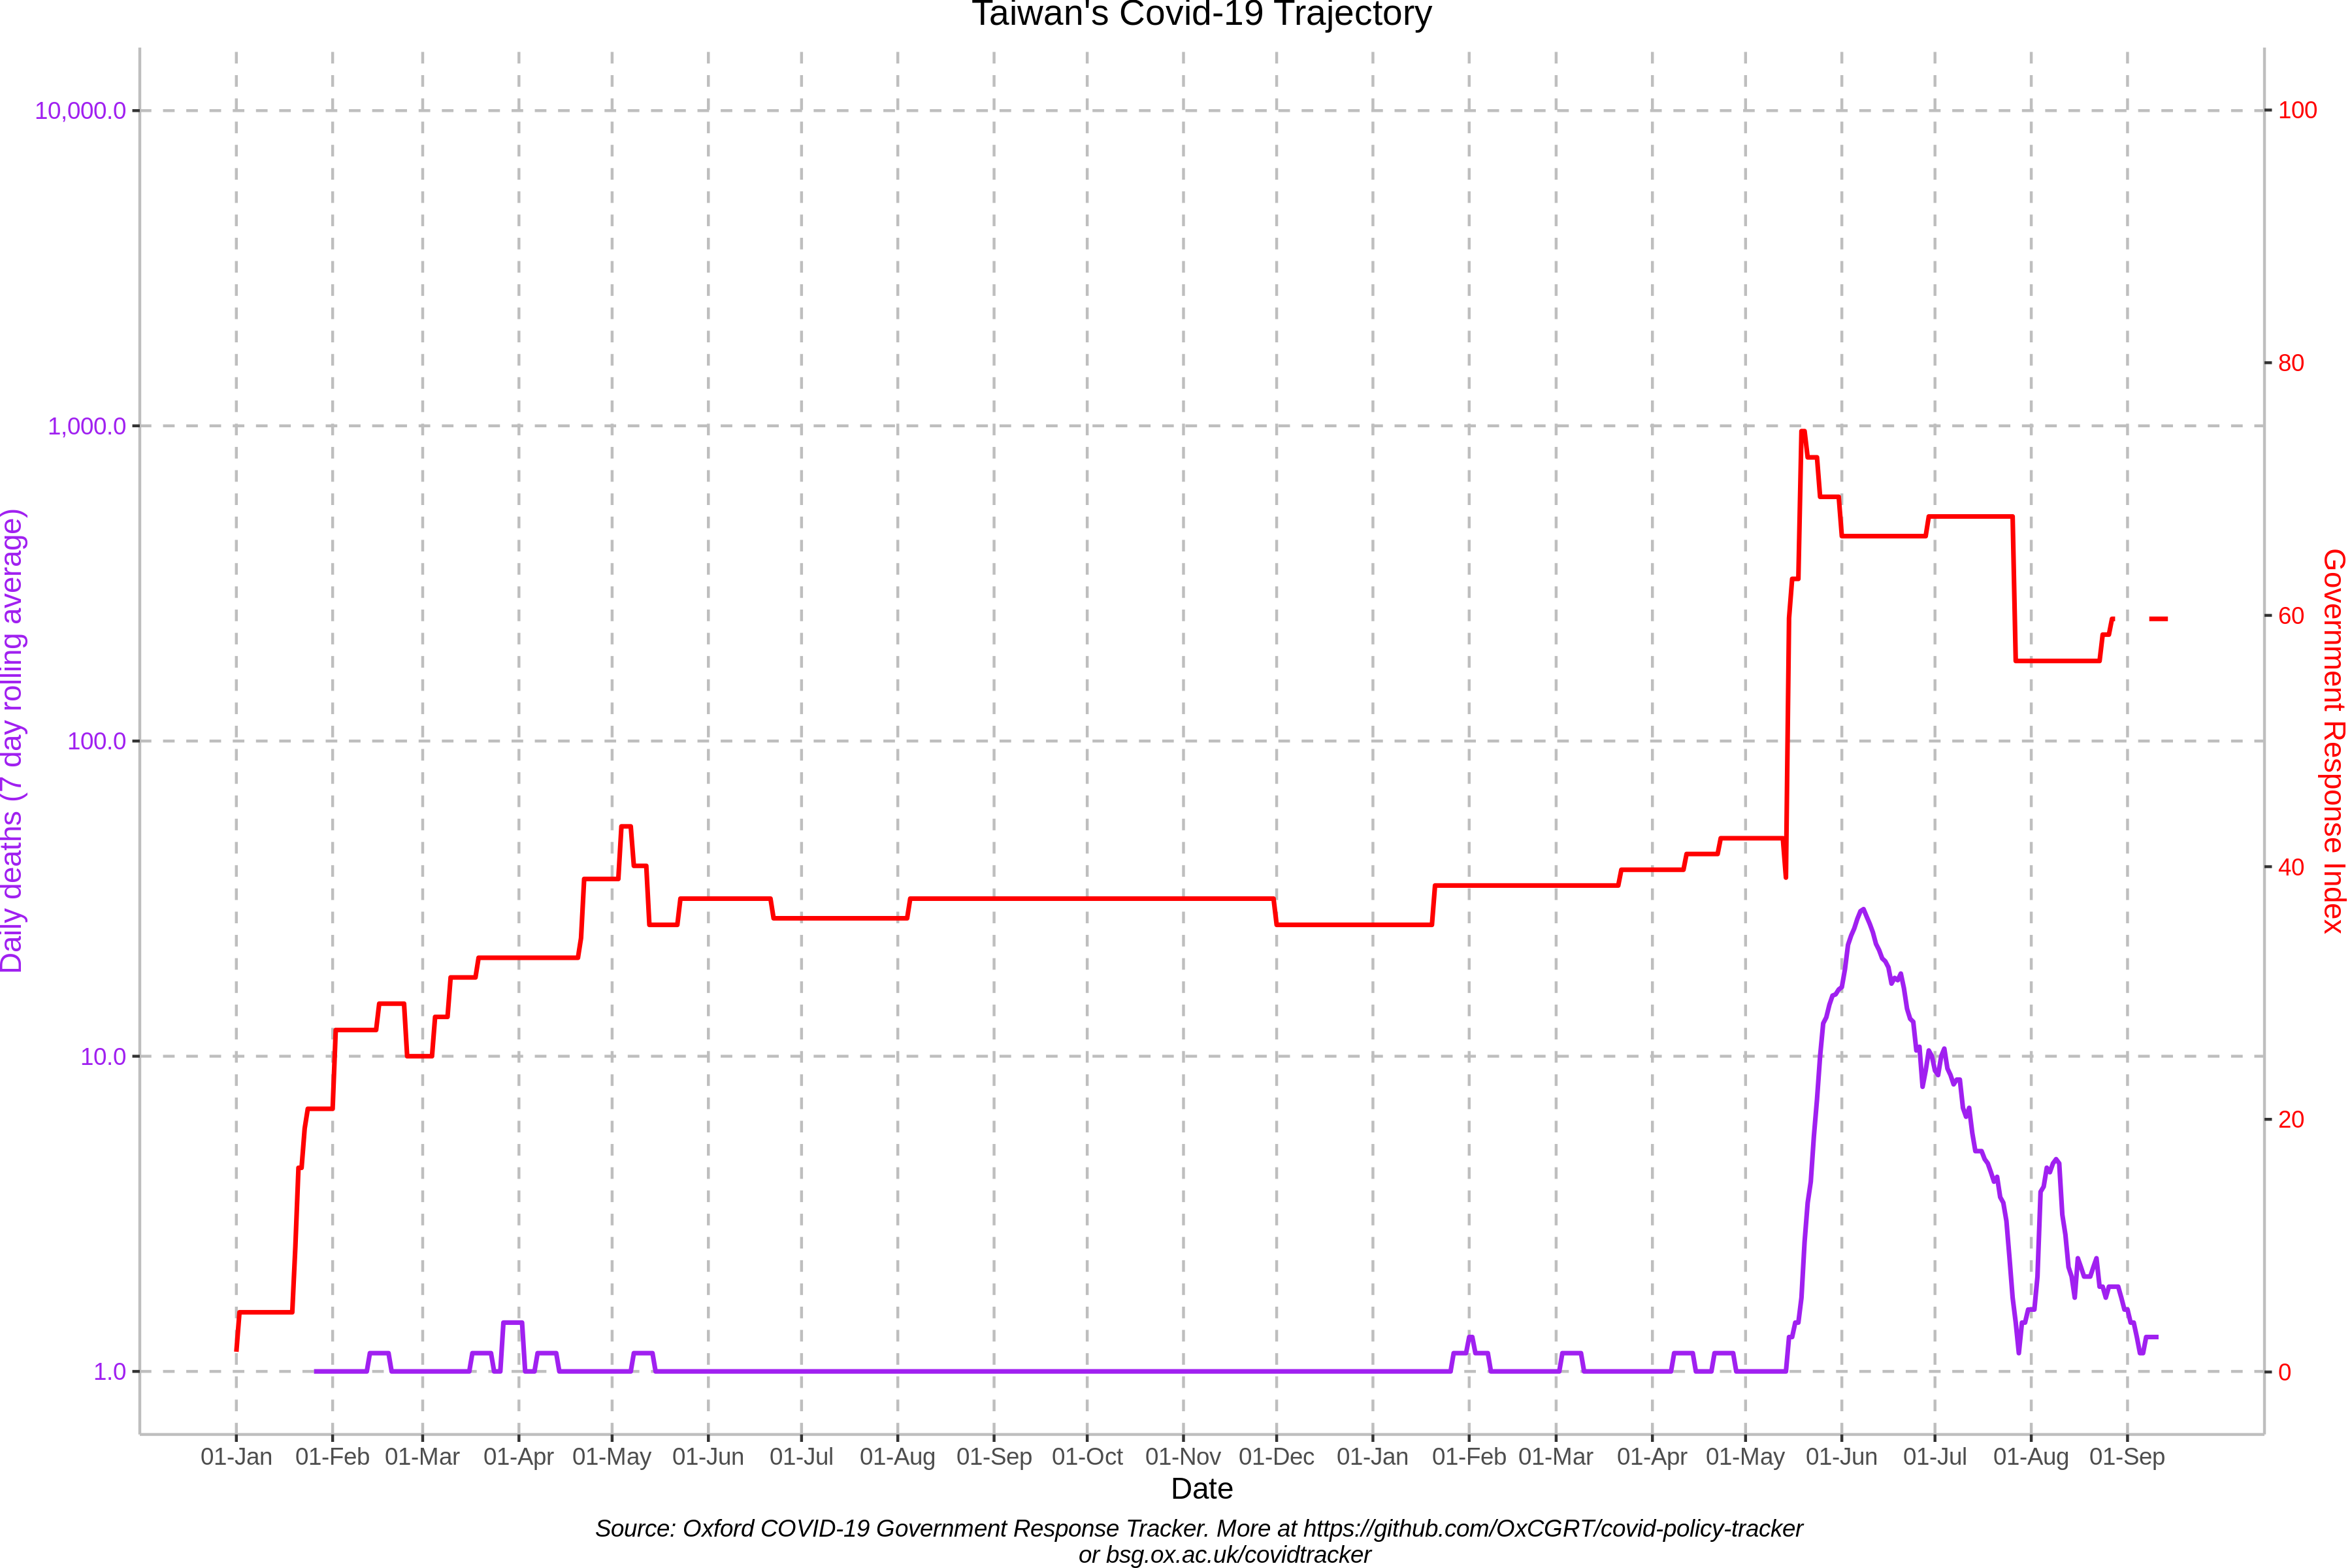 Taiwan's Covid-19 Trajectory
10,000.0
1,000.0
100.0
10.0
1.0
Daily deaths (7 day rolling average)
100
80
60
40
20
0
Government Response Index
01-Jan 01-Feb 01-Mar 01-Apr 01-May 01-Jun 01-Jul 01-Aug 01-Sep 01-Oct 01-Nov 01-Dec 01-Jan 01-Feb 01-Mar 01-Apr 01-May 01-Jun 01-Jul 01-Aug 01-Sep
Date
Source: Oxford COVID-19 Government Response Tracker. More at https://github.com/OxCGRT/covid-policy-tracker
or bsg.ox.ac.uk/covidtracker